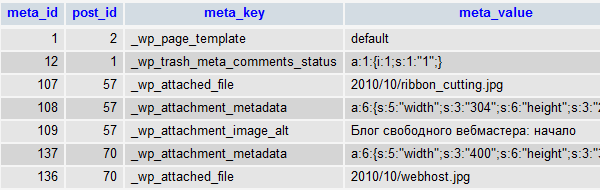 meta_id post_id meta_key meta_value
1 2 _wp_page_template default
12 1 _wp_trash_meta_comments_status a:1:{i:1;s:1:"1";}
107 57 _wp_attached_file 2010/10/ribbon_cutting.jpg
108 57 _wp_attachment_metadata a:6:{s:5:"width";s:3:"304";s:6:"height";s:3:"2
109 57 _wp_attachment_image_alt Блог свободного вебмастера: начало
137 70 _wp_attachment_metadata a:6:{s:5:"width";s:3:"400";s:6:"height";s:3:"3
136 70 _wp_attached_file 2010/10/webhost.jpg